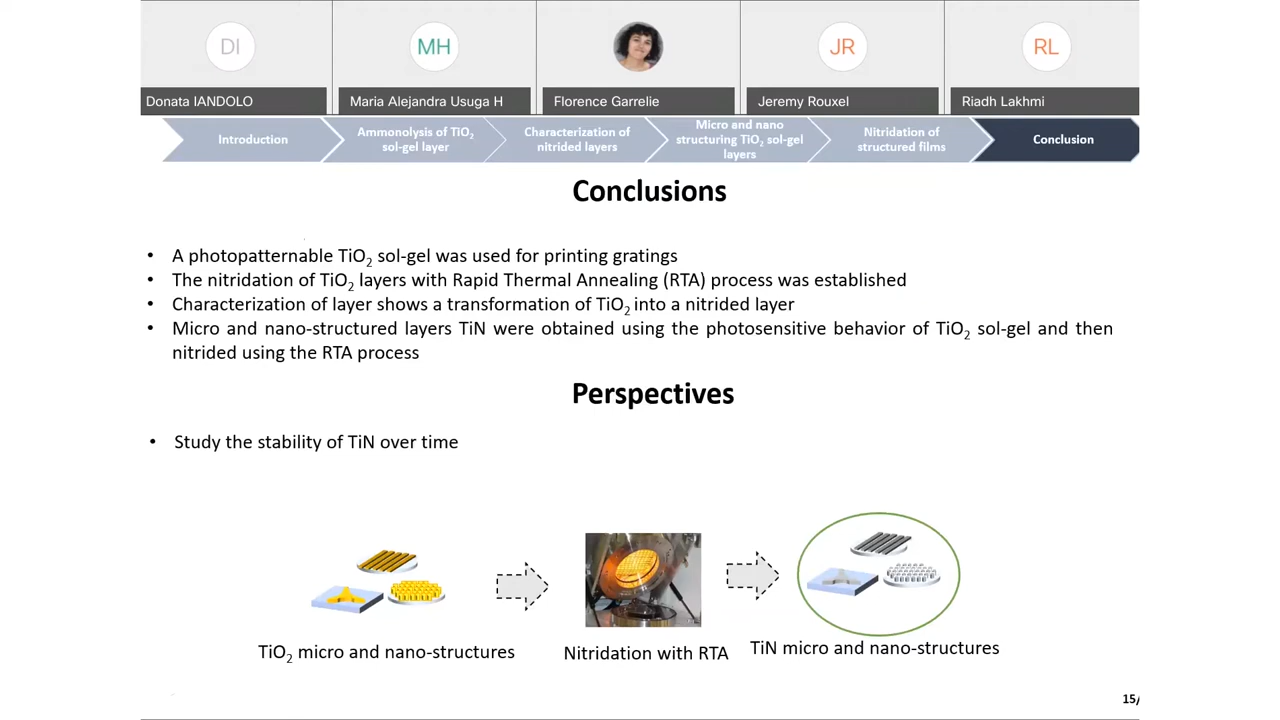 DI
MH
JR
RL
Donata IANDOLO
Maria Alejandra Usuga H
Florence Garrelie
Jeremy Rouxel
Riadh Lakhmi
Introduction
Ammonolysis of TiO₂
sol-gel layer
Characterization of
nitrided layers
Micro and nano
structuring TiO₂ sol-gel
layers
Nitridation of
structured films
Conclusion
Conclusions
• A photopatternable TiO₂ sol-gel was used for printing gratings
• The nitridation of TiO₂ layers with Rapid Thermal Annealing (RTA) process was established
• Characterization of layer shows a transformation of TiO₂ into a nitrided layer
• Micro and nano-structured layers TiN were obtained using the photosensitive behavior of TiO₂ sol-gel and then
nitrided using the RTA process
Perspectives
• Study the stability of TiN over time
TiO₂ micro and nano-structures
Nitridation with RTA
TiN micro and nano-structures
15/